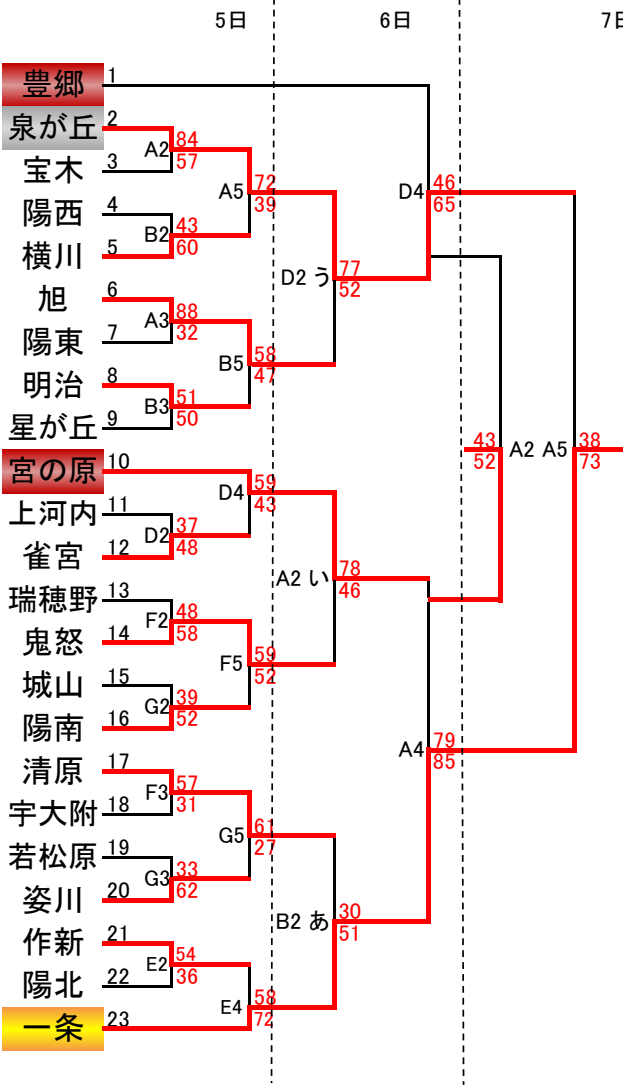 5日 6日 7日
豊郷 1
泉が丘 2
A2 84 57
宝木 3
A5 72 39
D4 46 65
陽西 4
B2 43 60
横川 5
D2 う 77 52
旭 6
A3 88 32
陽東 7
B5 58 47
明治 8
B3 51 50
星が丘 9
43 52 A2 A5 38 73
宮の原 10
D4 59 43
上河内 11
D2 37 48
雀宮 12
A2 い 78 46
瑞穂野 13
F2 48 58
鬼怒 14
F5 59 52
城山 15
G2 39 52
陽南 16
A4 79 85
清原 17
F3 57 31
宇大附 18
G5 61 27
若松原 19
G3 33 62
姿川 20
B2 あ 30 51
作新 21
E2 54 36
陽北 22
E4 58 72
一条 23